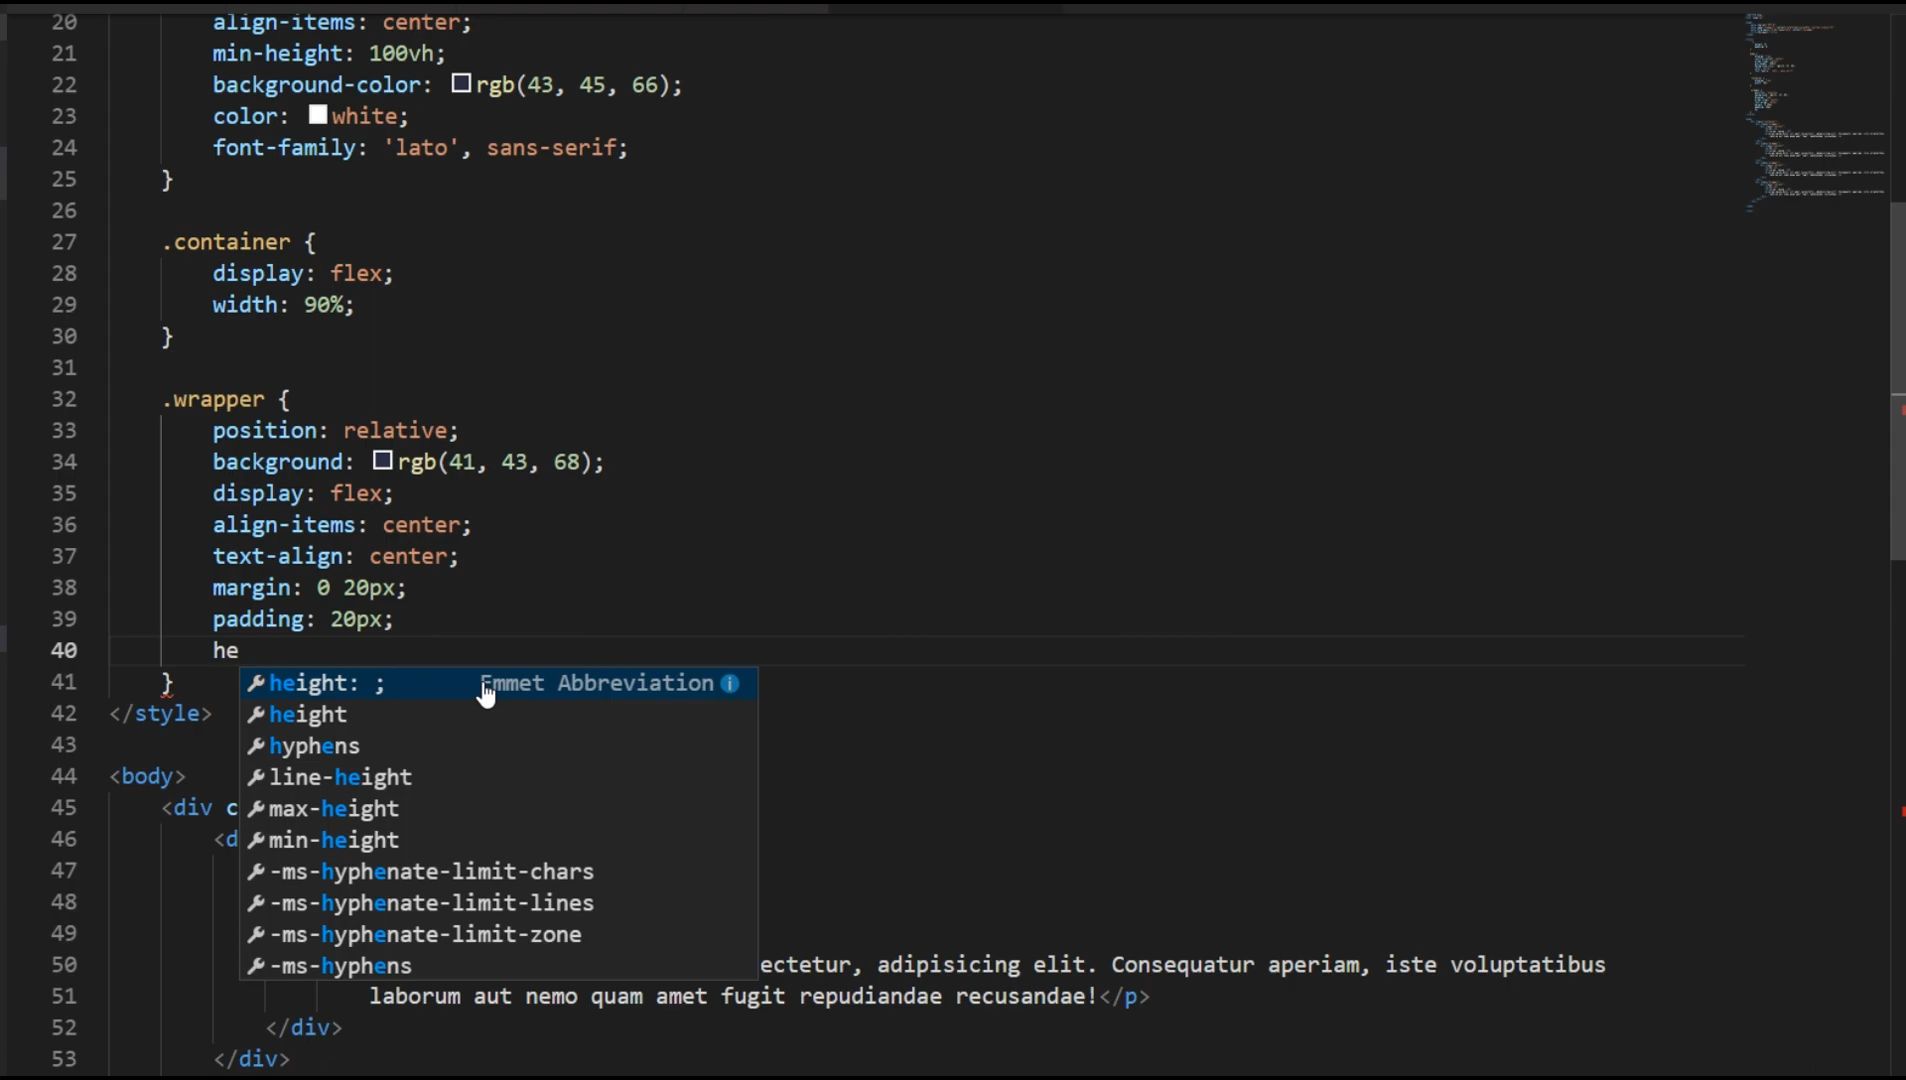 20 align-items: center;
21 min-height: 100vh;
22 background-color: rgb(43, 45, 66);
23 color: white;
24 font-family: 'lato', sans-serif;
25 }
26
27 .container {
28 display: flex;
29 width: 90%;
30 }
31
32 .wrapper {
33 position: relative;
34 background: rgb(41, 43, 68);
35 display: flex;
36 align-items: center;
37 text-align: center;
38 margin: 0 20px;
39 padding: 20px;
40 he
41 } height: ; Emmet Abbreviation
42 </style> height
43 hyphens
44 <body> line-height
45 <div c max-height
46 <d min-height
47 -ms-hyphenate-limit-chars
48 -ms-hyphenate-limit-lines
49 -ms-hyphenate-limit-zone
50 -ms-hyphens ectetur, adipisicing elit. Consequatur aperiam, iste voluptatibus
51 laborum aut nemo quam amet fugit repudiandae recusandae!</p>
52 </div>
53 </div>